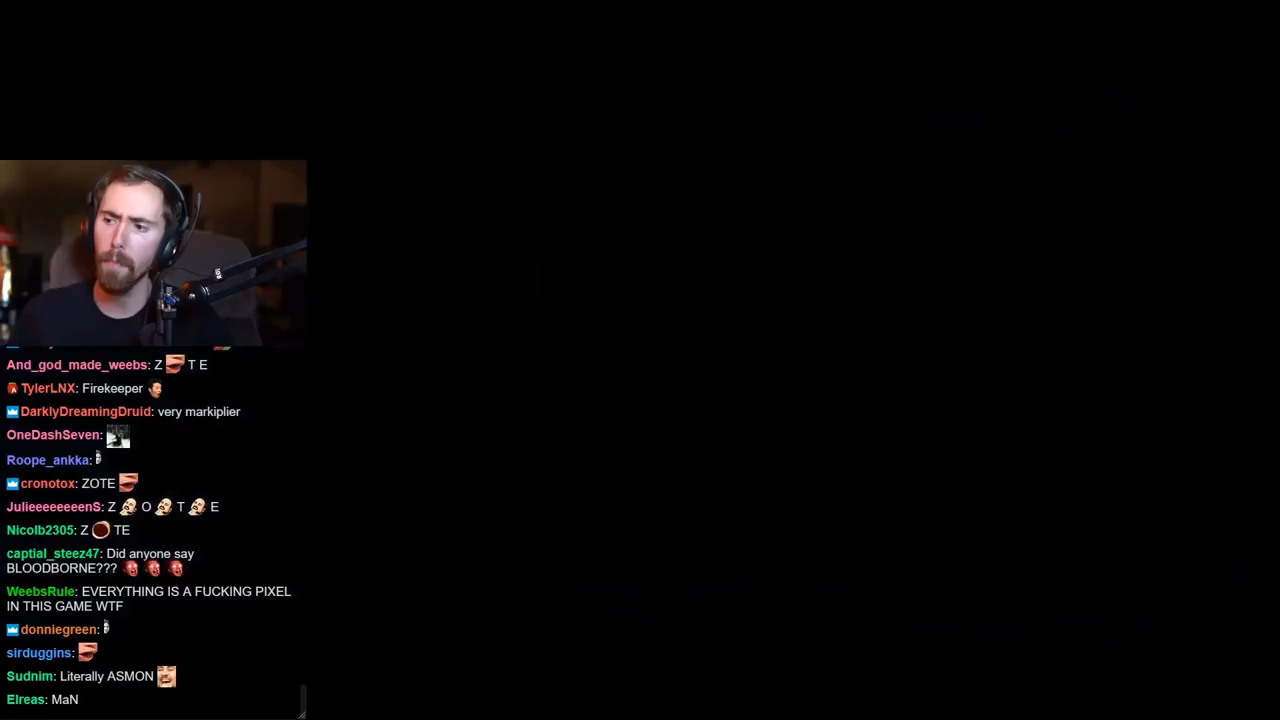 And_god_made_weebs: Z T E
TylerLNX: Firekeeper
DarklyDreamingDruid: very markiplier
OneDashSeven:
Roope_ankka:
cronotox: ZOTE
JulieeeeeeeenS: Z O T E
Nicolb2305: Z TE
captial_steez47: Did anyone say
BLOODBORNE???
WeebsRule: EVERYTHING IS A FUCKING PIXEL
IN THIS GAME WTF
donniegreen:
sirduggins:
Sudnim: Literally ASMON
Elreas: MaN